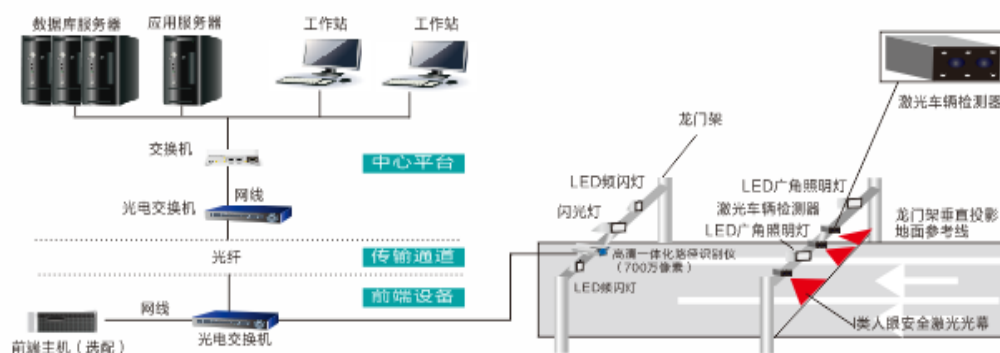 数据库服务器
应用服务器
工作站
工作站
激光车辆检测器
龙门架
交换机
中心平台
网线
光电交换机
LED频闪灯
闪光灯
LED广角照明灯
激光车辆检测器
LED广角照明灯
龙门架垂直投影
地面参考线
光纤
传输通道
高清一体化路径识别仪
（700万像素）
LED频闪灯
前端设备
网线
光电交换机
前端主机（选配）
I类人眼安全激光光幕